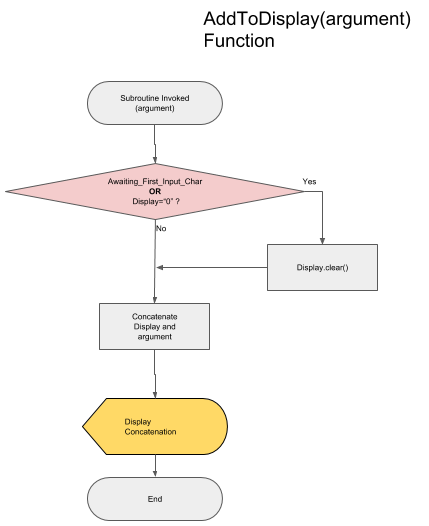 AddToDisplay(argument)
Function
Subroutine Invoked
(argument)
Awaiting_First_Input_Char
OR
Display="0" ?
Yes
No
Display.clear()
Concatenate
Display and
argument
Display
Concatenation
End